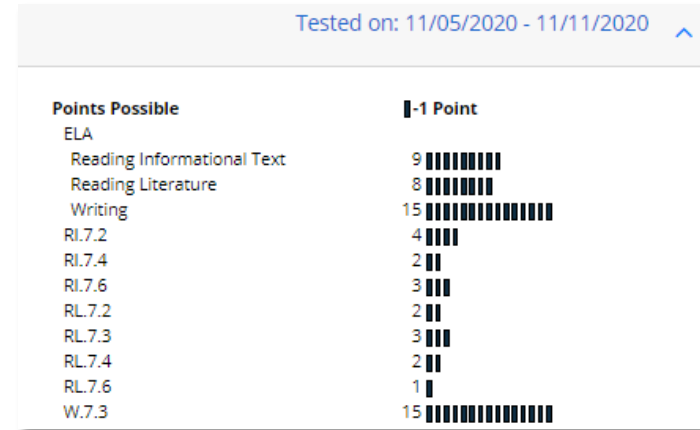 Tested on: 11/05/2020 - 11/11/2020
Points Possible -1 Point
ELA
Reading Informational Text 9
Reading Literature 8
Writing 15
RI.7.2 4
RI.7.4 2
RI.7.6 3
RL.7.2 2
RL.7.3 3
RL.7.4 2
RL.7.6 1
W.7.3 15